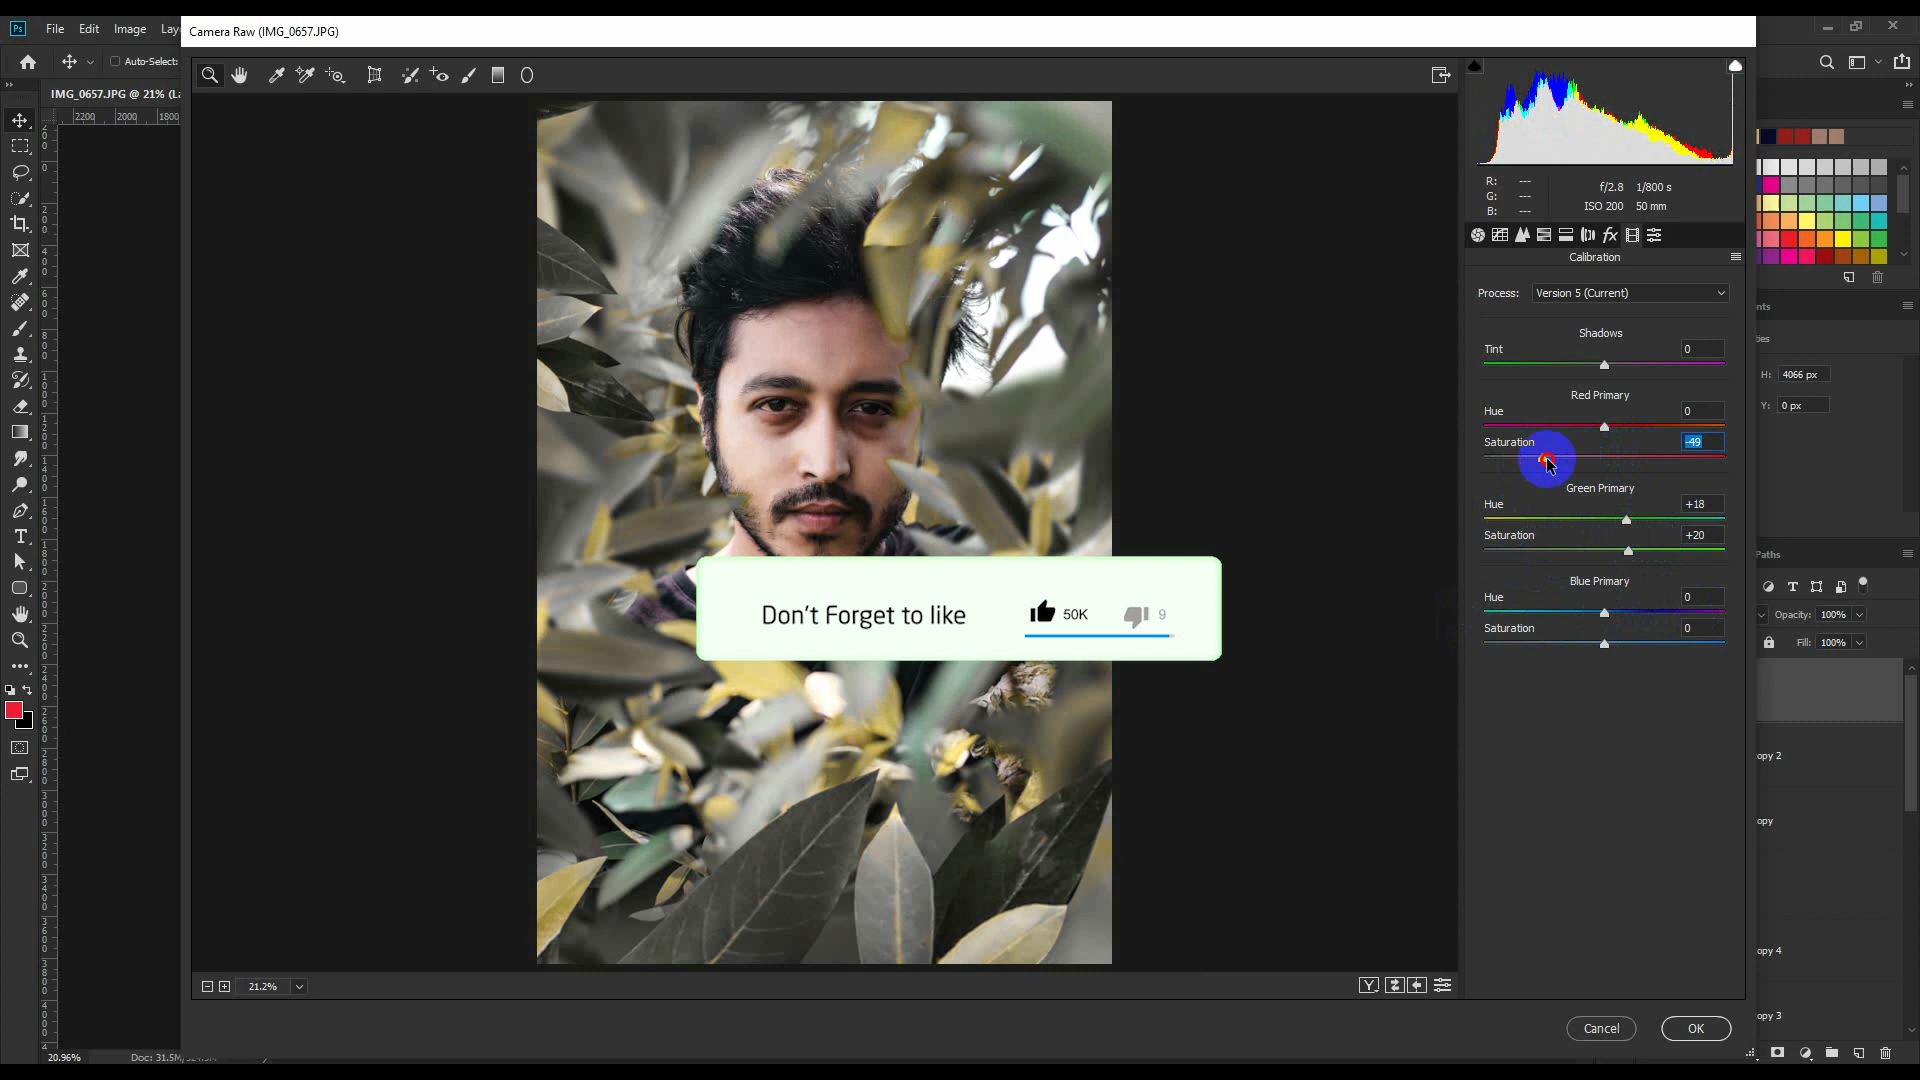 Ps File Edit Image Lay
Camera Raw (IMG_0657.JPG)
Auto-Select:
IMG_0657.JPG @ 21% (La
2200 2000 1800
R: ---
G: ---
B: ---
f/2.8 1/800 s
ISO 200 50 mm
fx
Calibration
Process: Version 5 (Current)
Shadows
Tint 0
Red Primary
Hue 0
Saturation -49
Green Primary
Hue +18
Saturation +20
Blue Primary
Hue 0
Saturation 0
Don't Forget to like 50K 9
nts
ties
H: 4066 px
Y: 0 px
Paths
Opacity: 100%
Fill: 100%
opy 2
opy
opy 4
opy 3
21.2%
Cancel OK
20.96% Doc: 31.5M/